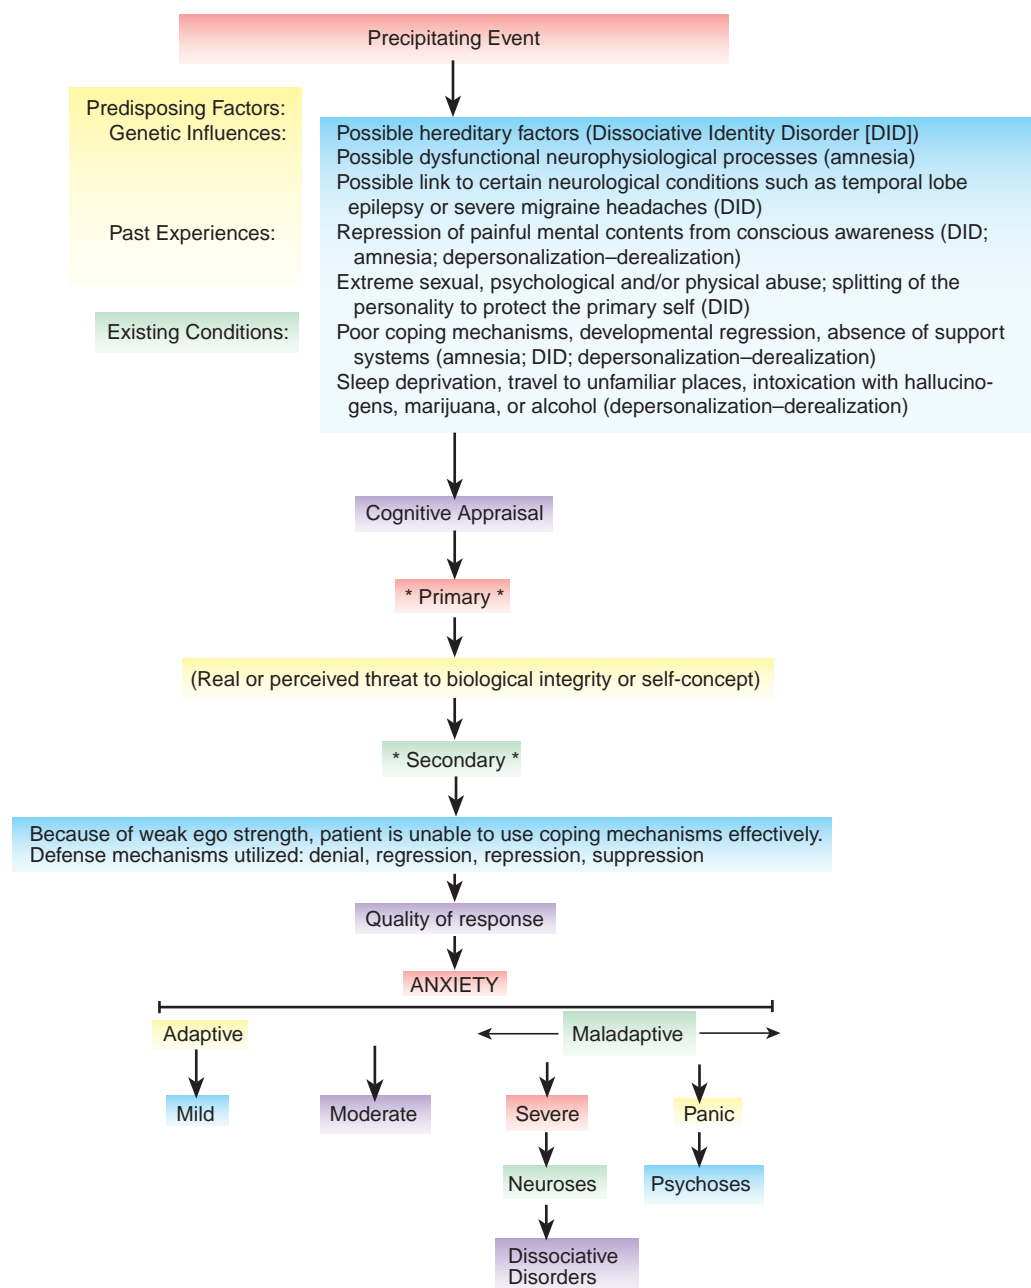 Precipitating Event
Predisposing Factors:
Genetic Influences:
Possible hereditary factors (Dissociative Identity Disorder [DID])
Possible dysfunctional neurophysiological processes (amnesia)
Possible link to certain neurological conditions such as temporal lobe
epilepsy or severe migraine headaches (DID)
Past Experiences:
Repression of painful mental contents from conscious awareness (DID;
amnesia; depersonalization–derealization)
Extreme sexual, psychological and/or physical abuse; splitting of the
personality to protect the primary self (DID)
Existing Conditions:
Poor coping mechanisms, developmental regression, absence of support
systems (amnesia; DID; depersonalization–derealization)
Sleep deprivation, travel to unfamiliar places, intoxication with hallucino-
gens, marijuana, or alcohol (depersonalization–derealization)
Cognitive Appraisal
* Primary *
(Real or perceived threat to biological integrity or self-concept)
* Secondary *
Because of weak ego strength, patient is unable to use coping mechanisms effectively.
Defense mechanisms utilized: denial, regression, repression, suppression
Quality of response
ANXIETY
Adaptive
Maladaptive
Mild
Moderate
Severe
Panic
Neuroses
Psychoses
Dissociative
Disorders